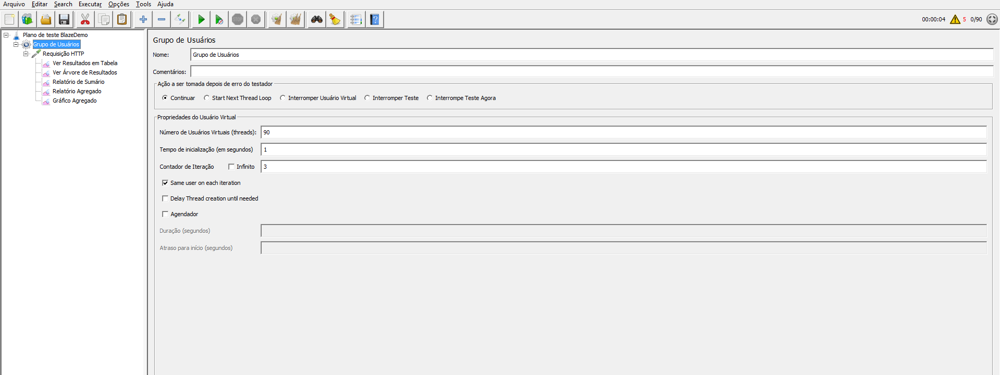 Arquivo Editar Search Executar Opções Tools Ajuda
STOP
00:00:04 5 0/90
Plano de teste BlazeDemo
Grupo de Usuários
Requisição HTTP
Ver Resultados em Tabela
Ver Árvore de Resultados
Relatório de Sumário
Relatório Agregado
Gráfico Agregado
Grupo de Usuários
Nome: Grupo de Usuários
Comentários:
Ação a ser tomada depois de erro do testador
Continuar Start Next Thread Loop Interromper Usuário Virtual Interromper Teste Interrompe Teste Agora
Propriedades do Usuário Virtual
Número de Usuários Virtuais (threads): 90
Tempo de inicialização (em segundos) 1
Contador de Iteração Infinito 3
Same user on each iteration
Delay Thread creation until needed
Agendador
Duração (segundos)
Atraso para início (segundos)